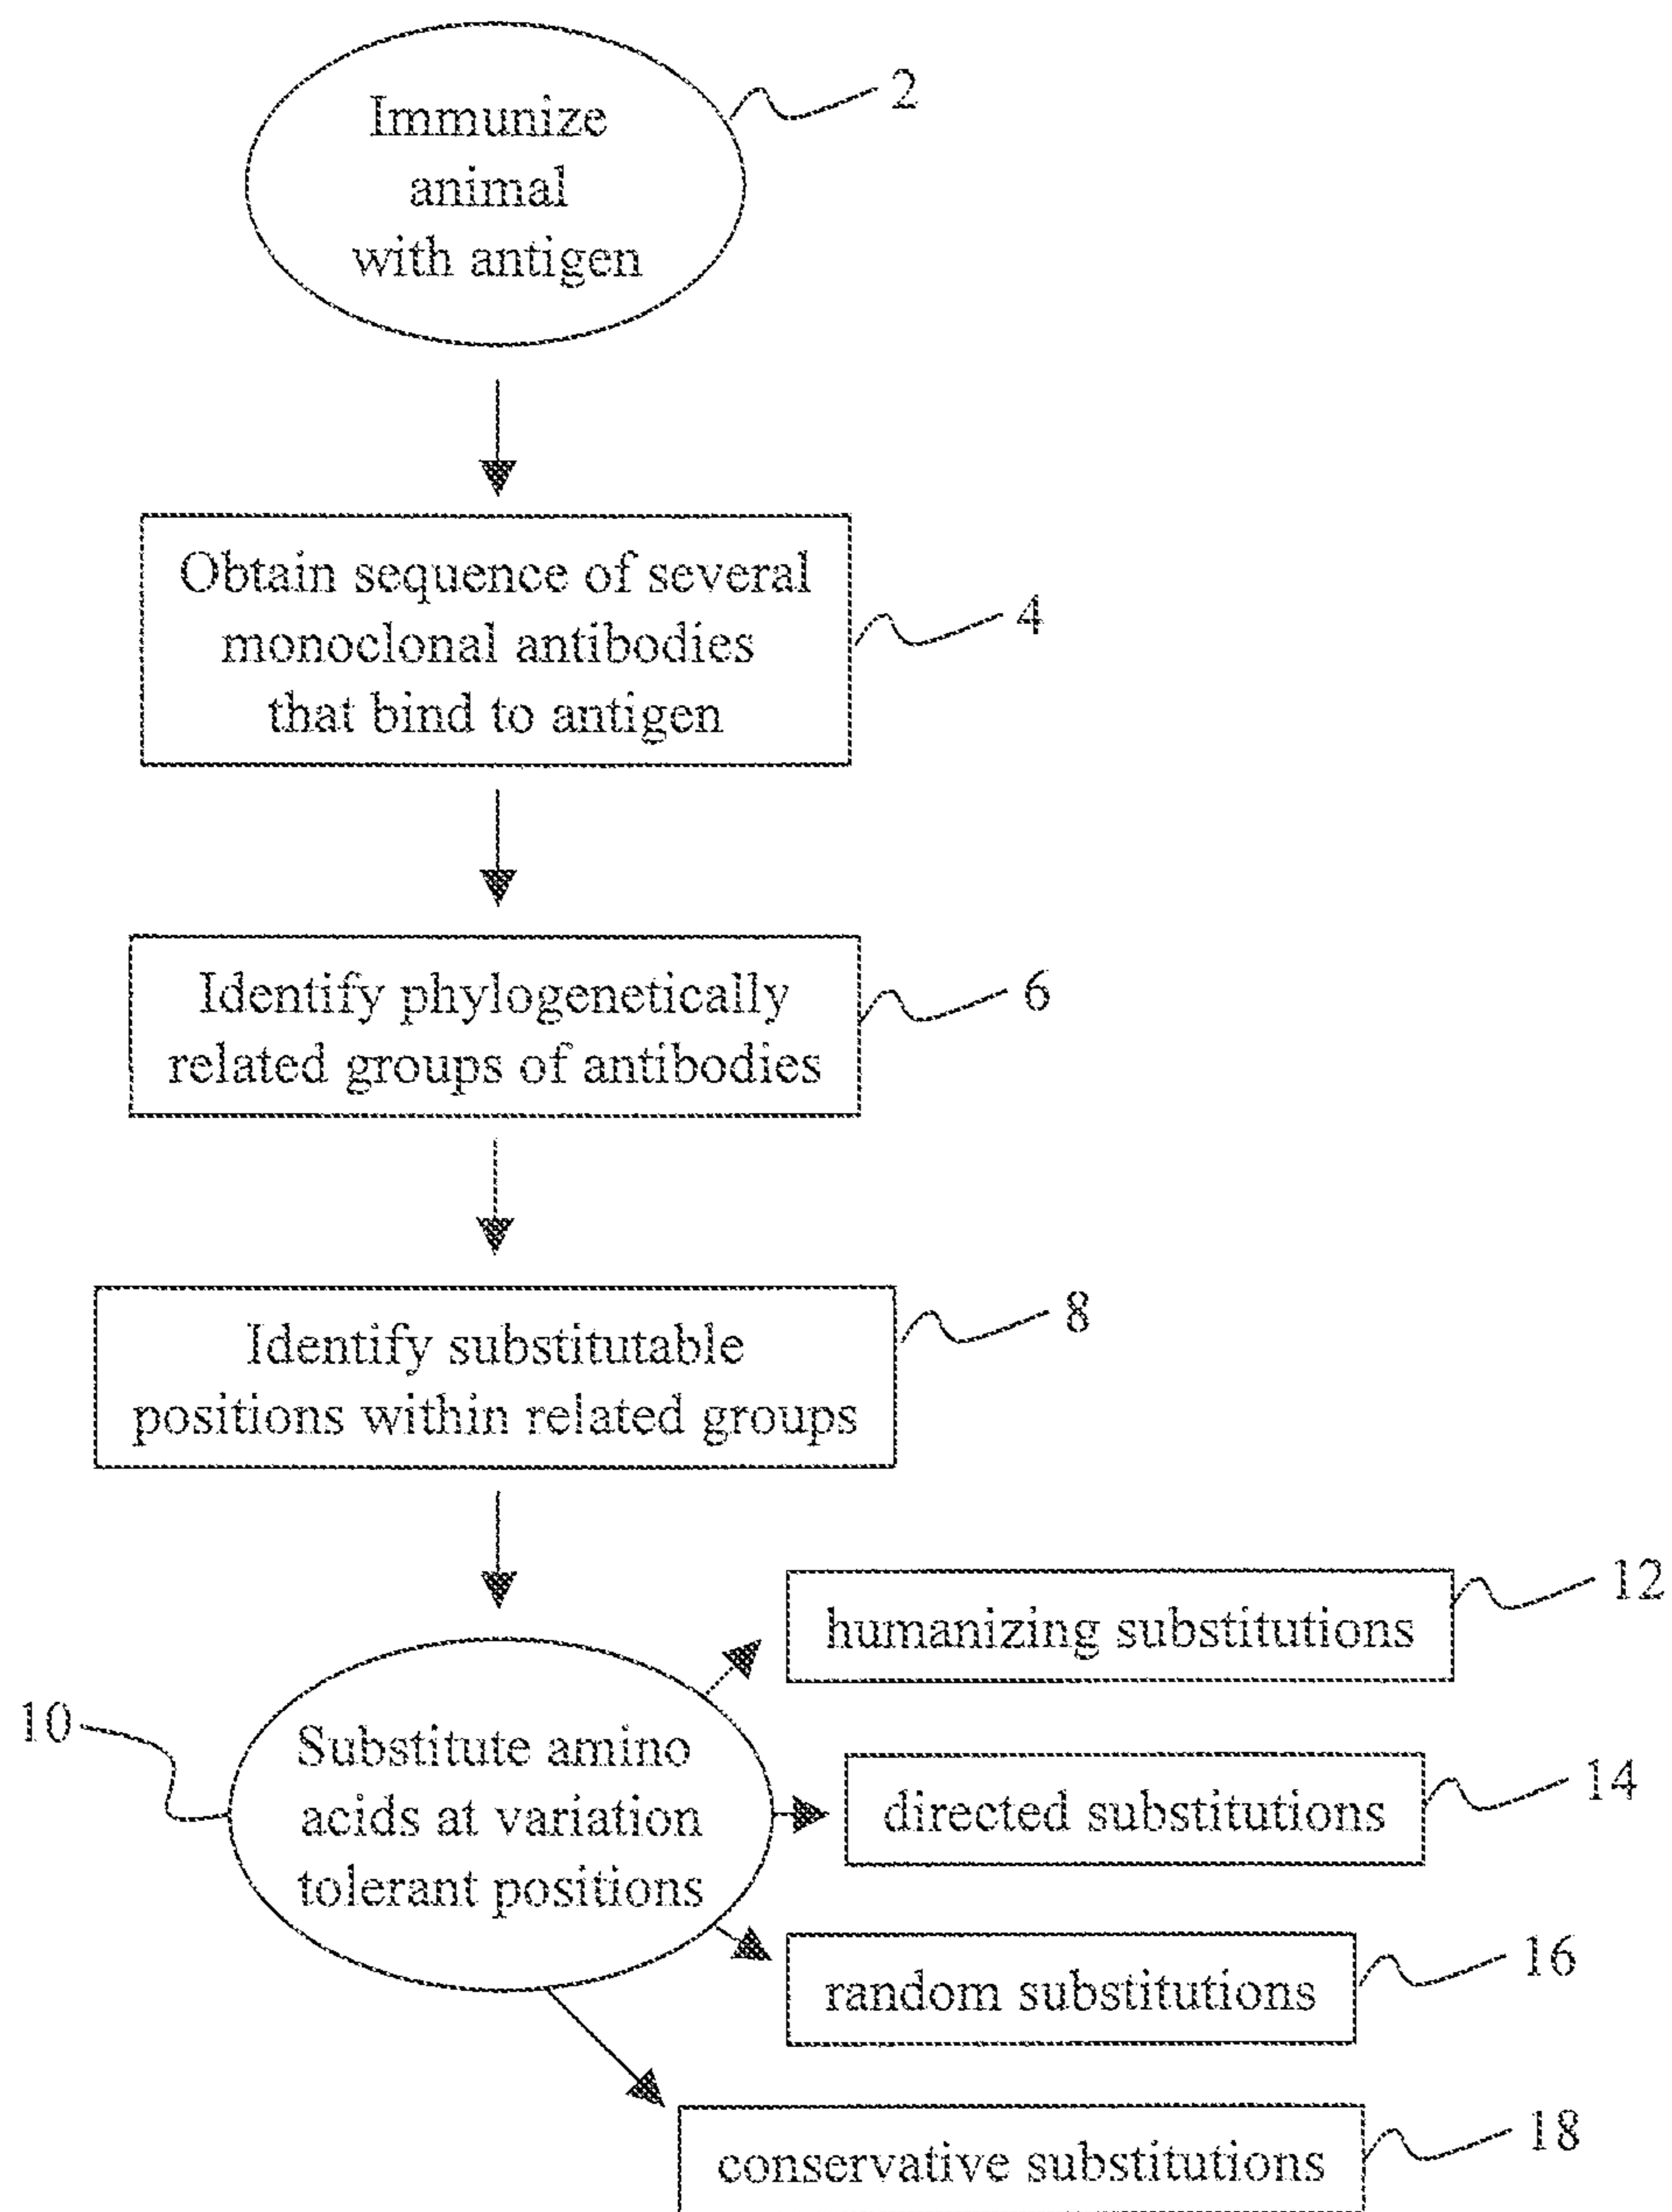 Immunize
animal
with antigen
2
Obtain sequence of several
monoclonal antibodies
that bind to antigen
4
Identify phylogenetically
related groups of antibodies
6
Identify substitutable
positions within related groups
8
10
Substitute amino
acids at variation
tolerant positions
humanizing substitutions
12
directed substitutions
14
random substitutions
16
conservative substitutions
18